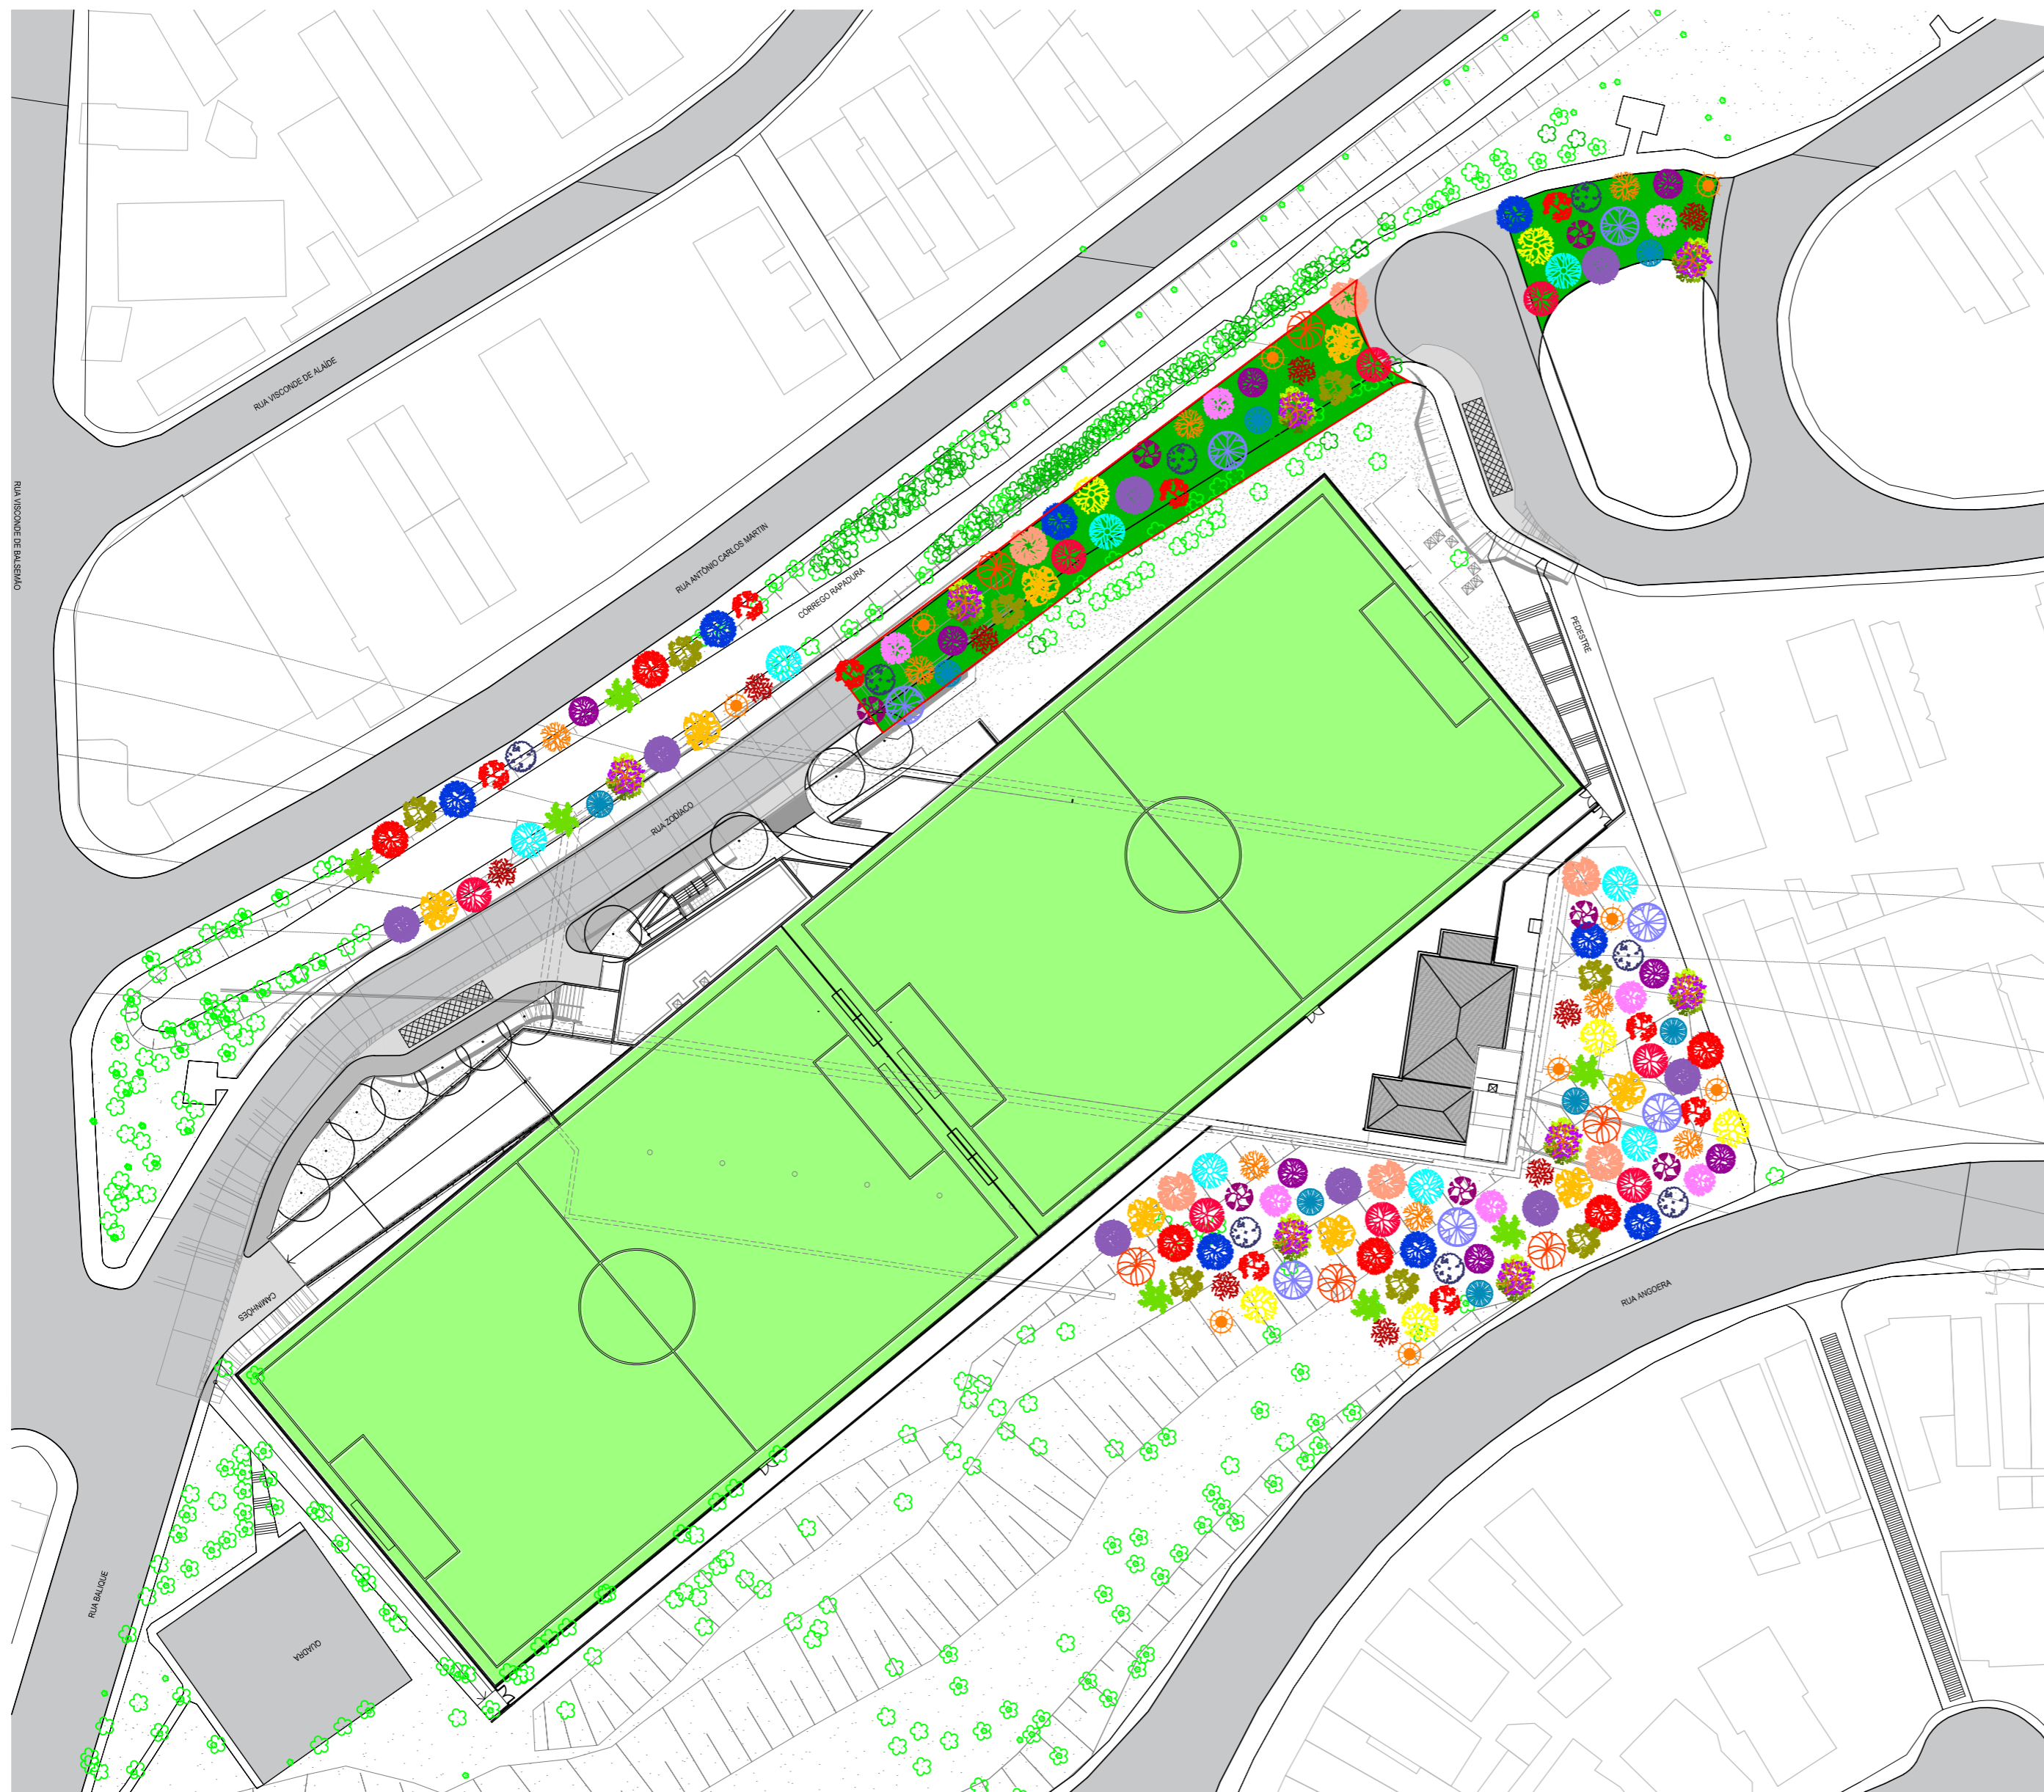 RUA VISCONDE DE ALAÍDE
RUA VISCONDE DE BALSEMÃO
RUA ANTÔNIO CARLOS MARTIN
CÓRREGO RAPADURA
PEDESTRE
RUA ZODÍACO
CAMINHÕES
RUA ANGOERA
RUA BALIQUE
QUADRA